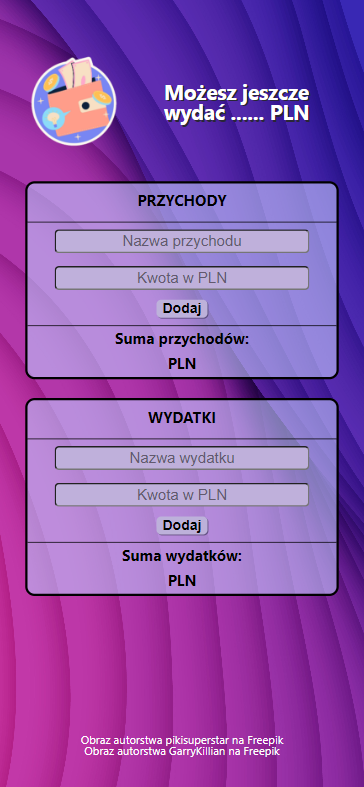 Możesz jeszcze
wydać ...... PLN
PRZYCHODY
Nazwa przychodu
Kwota w PLN
Dodaj
Suma przychodów:
PLN
WYDATKI
Nazwa wydatku
Kwota w PLN
Dodaj
Suma wydatków:
PLN
Obraz autorstwa pikisuperstar na Freepik
Obraz autorstwa GarryKillian na Freepik